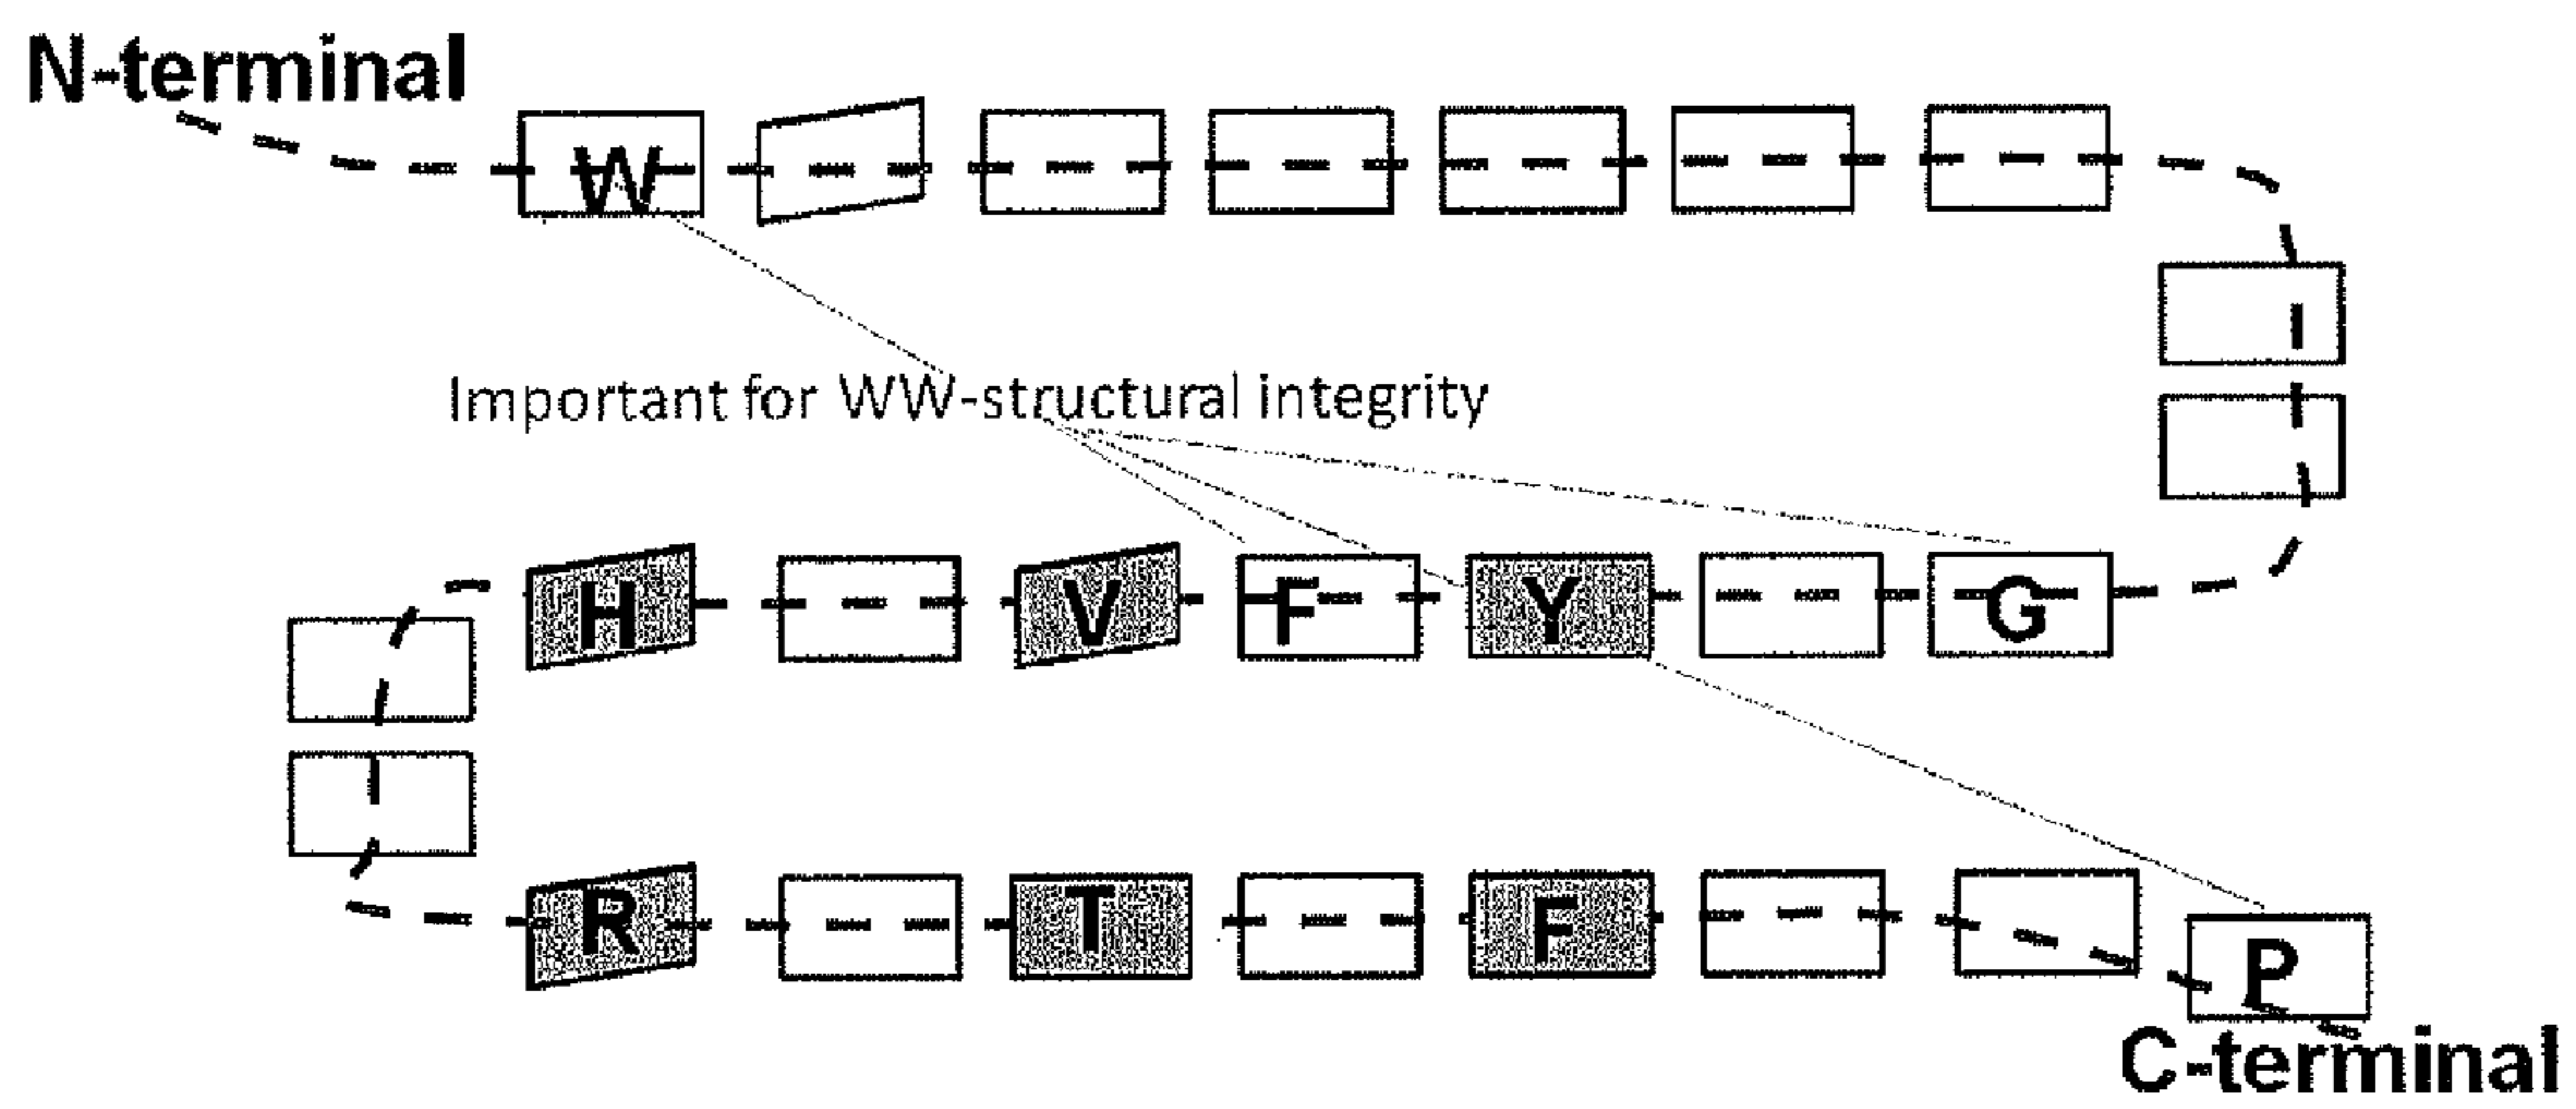 N-terminal
W
Important for WW-structural integrity
H V F Y G
R T F P
C-terminal